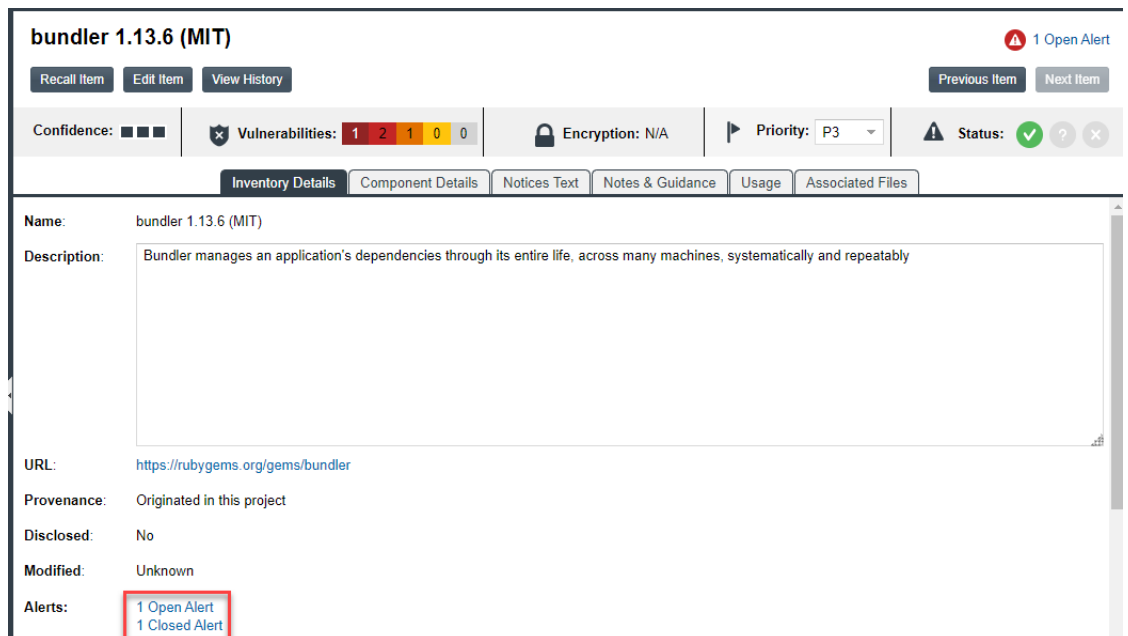 bundler 1.13.6 (MIT)
1 Open Alert
Recall Item Edit Item View History Previous Item Next Item
Confidence: Vulnerabilities: 1 2 1 0 0 Encryption: N/A Priority: P3 Status: ?
Inventory Details Component Details Notices Text Notes & Guidance Usage Associated Files
Name: bundler 1.13.6 (MIT)
Description: Bundler manages an application's dependencies through its entire life, across many machines, systematically and repeatably
URL: https://rubygems.org/gems/bundler
Provenance: Originated in this project
Disclosed: No
Modified: Unknown
Alerts: 1 Open Alert
1 Closed Alert